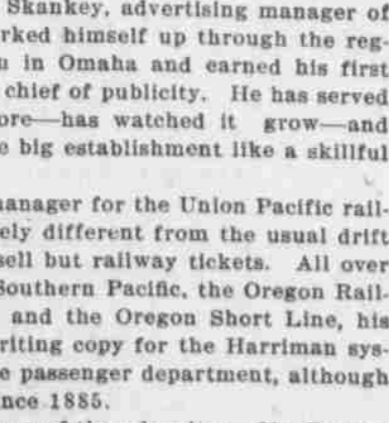 Skankey, advertising manager of
rked himself up through the reg-
in Omaha and earned his first
chief of publicity. He has served
ore—has watched it grow—and
e big establishment like a skillful
manager for the Union Pacific rail-
ely different from the usual drift
sell but railway tickets. All over
Southern Pacific, the Oregon Rail-
and the Oregon Short Line, his
riting copy for the Harriman sys-
e passenger department, although
nce 1885.